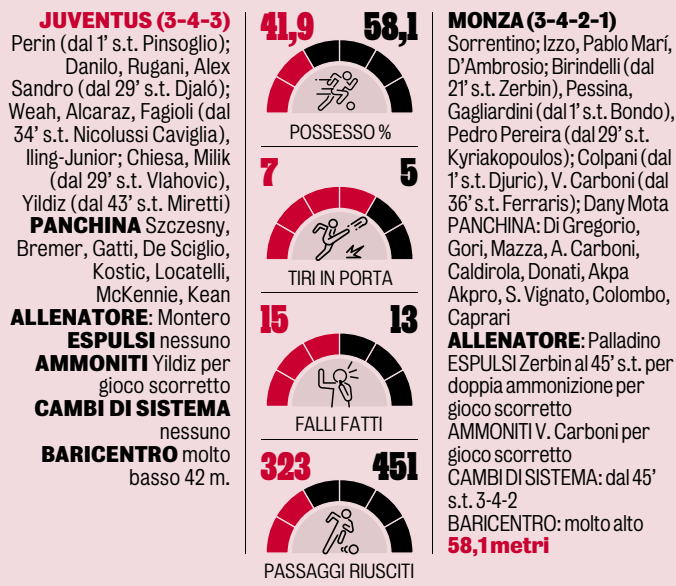 JUVENTUS (3-4-3)
Perin (dal 1' s.t. Pinsoglio);
Danilo, Rugani, Alex
Sandro (dal 29' s.t. Djaló);
Weah, Alcaraz, Fagioli (dal
34' s.t. Nicolussi Caviglia),
Iling-Junior; Chiesa, Milik
(dal 29' s.t. Vlahovic),
Yildiz (dal 43' s.t. Miretti)
PANCHINA Szczesny,
Bremer, Gatti, De Sciglio,
Kostic, Locatelli,
McKennie, Kean
ALLENATORE: Montero
ESPULSI nessuno
AMMONITI Yildiz per
gioco scorretto
CAMBI DI SISTEMA
nessuno
BARICENTRO molto
basso 42 m.
41,9 58,1
POSSESSO %
7 5
TIRI IN PORTA
15 13
FALLI FATTI
323 451
PASSAGGI RIUSCITI
MONZA (3-4-2-1)
Sorrentino; Izzo, Pablo Marí,
D'Ambrosio; Birindelli (dal
21' s.t. Zerbin), Pessina,
Gagliardini (dal 1' s.t. Bondo),
Pedro Pereira (dal 29' s.t.
Kyriakopoulos); Colpani (dal
1' s.t. Djuric), V. Carboni (dal
36' s.t. Ferraris); Dany Mota
PANCHINA: Di Gregorio,
Gori, Mazza, A. Carboni,
Caldirola, Donati, Akpa
Akpro, S. Vignato, Colombo,
Caprari
ALLENATORE: Palladino
ESPULSI Zerbin al 45' s.t. per
doppia ammonizione per
gioco scorretto
AMMONITI V. Carboni per
gioco scorretto
CAMBI DI SISTEMA: dal 45'
s.t. 3-4-2
BARICENTRO: molto alto
58,1 metri